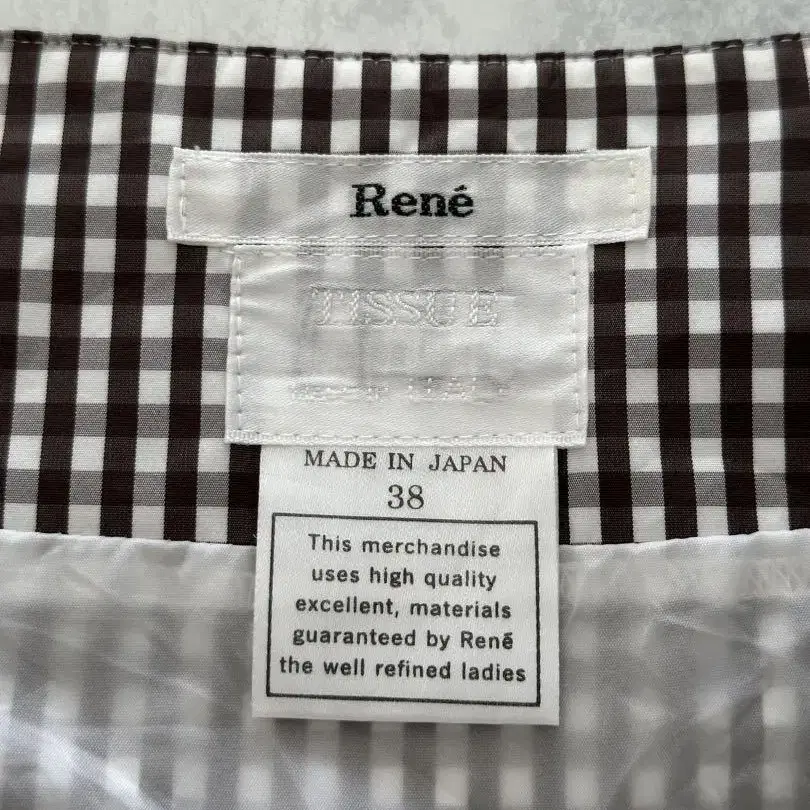 René
TISSUE
ITALY
MADE IN JAPAN
38
This merchandise
uses high quality
excellent, materials
guaranteed by René
the well refined ladies